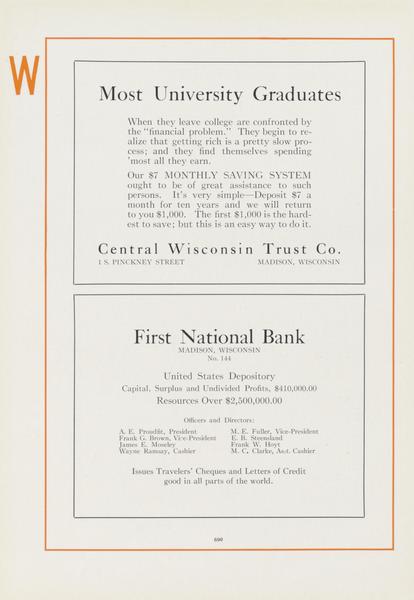 W
Most University Graduates
When they leave college are confronted by
the "financial problem." They begin to re-
alize that getting rich is a pretty slow pro-
cess; and they find themselves spending
'most all they earn.
Our $7 MONTHLY SAVING SYSTEM
ought to be of great assistance to such
persons. It's very simple—Deposit $7 a
month for ten years and we will return
to you $1,000. The first $1,000 is the hard-
est to save; but this is an easy way to do it.
Central Wisconsin Trust Co.
1 S. PINCKNEY STREET MADISON, WISCONSIN
First National Bank
MADISON, WISCONSIN
No. 144
United States Depository
Capital, Surplus and Undivided Profits, $410,000.00
Resources Over $2,500,000.00
Officers and Directors:
A. E. Proudfit, President M. E. Fuller, Vice-President
Frank G. Brown, Vice-President E. B. Steensland
James E. Moseley Frank W. Hoyt
Wayne Ramsay, Cashier M. C. Clarke, Ass't. Cashier
Issues Travelers' Cheques and Letters of Credit
good in all parts of the world.
690